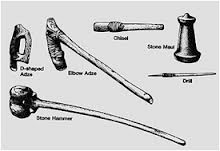 Chisel
Stone Maul
D-shaped
Adze
Elbow Adze
Drill
Stone Hammer